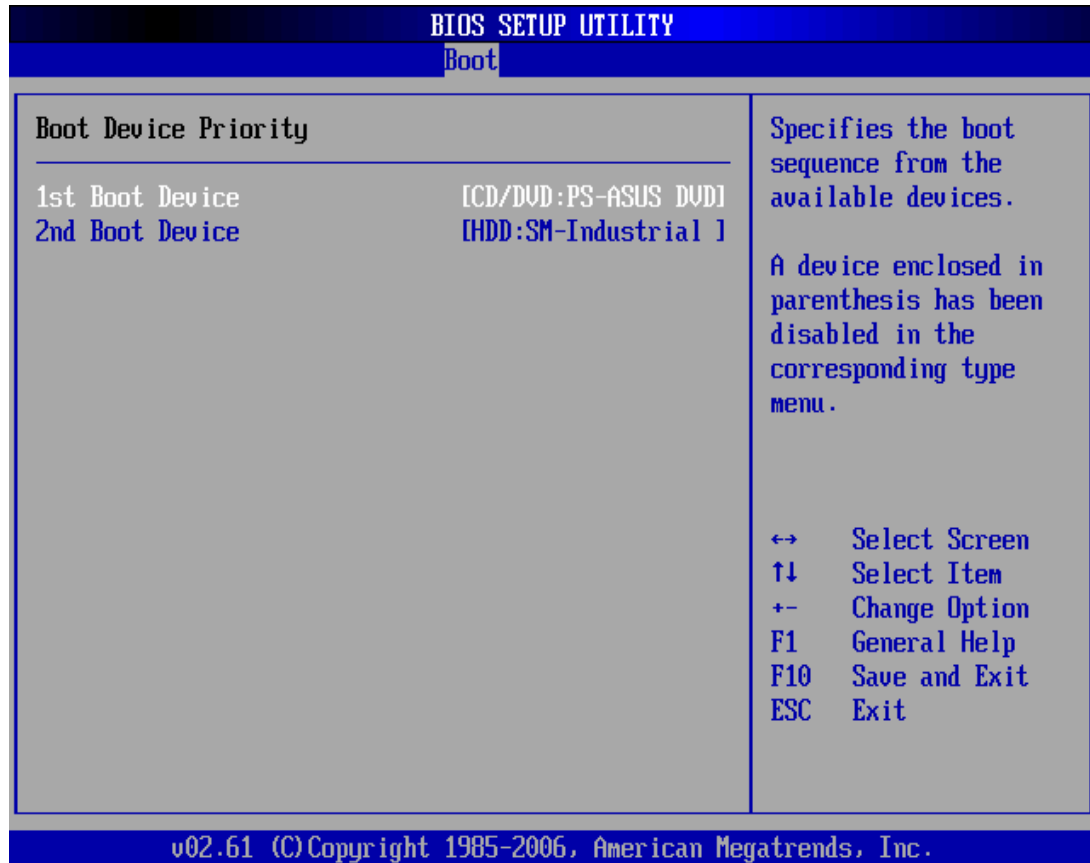 BIOS SETUP UTILITY
Boot
Boot Device Priority
1st Boot Device [CD/DVD:PS-ASUS DVD]
2nd Boot Device [HDD:SM-Industrial ]
Specifies the boot
sequence from the
available devices.
A device enclosed in
parenthesis has been
disabled in the
corresponding type
menu.
↔ Select Screen
↑↓ Select Item
+- Change Option
F1 General Help
F10 Save and Exit
ESC Exit
v02.61 (C)Copyright 1985-2006, American Megatrends, Inc.